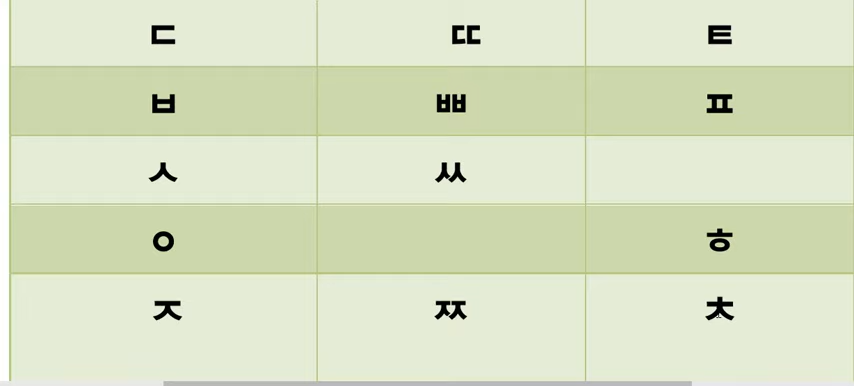 ㄷ ㄸ ㅌ
ㅂ ㅃ ㅍ
ㅅ ㅆ
ㅇ ㅎ
ㅈ ㅉ ㅊ